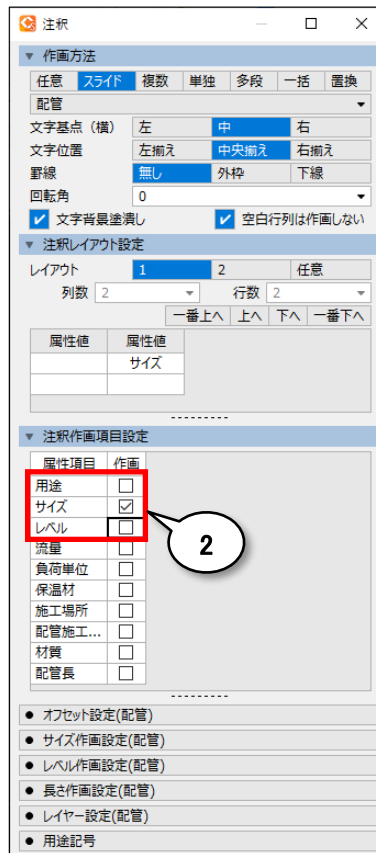 注釈
作画方法
任意 スライド 複数 単独 多段 一括 置換
配管
文字基点（横） 左 中 右
文字位置 左揃え 中央揃え 右揃え
罫線 無し 外枠 下線
回転角 0
文字背景塗潰し 空白行列は作画しない
注釈レイアウト設定
レイアウト 1 2 任意
列数 2 行数 2
一番上へ 上へ 下へ 一番下へ
属性値 属性値
サイズ
注釈作画項目設定
属性項目 作画
用途
サイズ
レベル
2
流量
負荷単位
保温材
施工場所
配管施工...
材質
配管長
オフセット設定(配管)
サイズ作画設定(配管)
レベル作画設定(配管)
長さ作画設定(配管)
レイヤー設定(配管)
用途記号